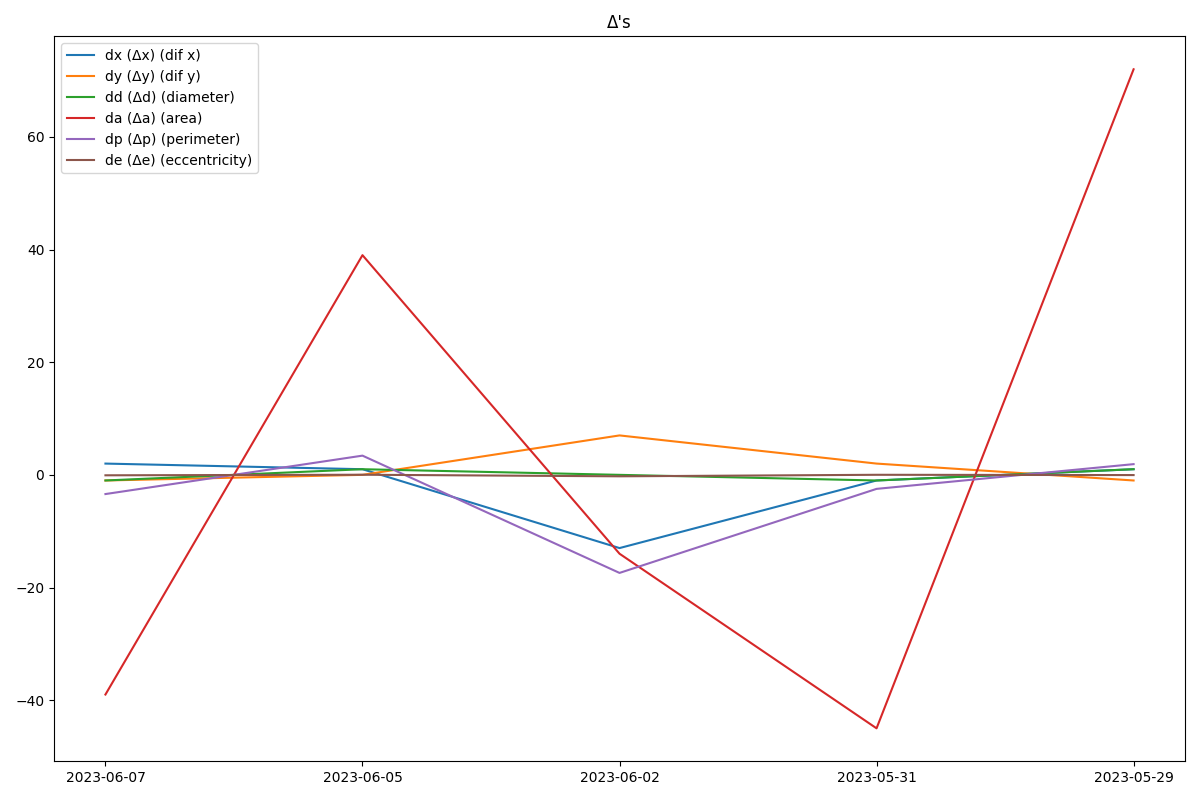 Δ's
dx (Δx) (dif x)
dy (Δy) (dif y)
dd (Δd) (diameter)
da (Δa) (area)
dp (Δp) (perimeter)
de (Δe) (eccentricity)
60
40
20
0
−20
−40
2023-06-07 2023-06-05 2023-06-02 2023-05-31 2023-05-29